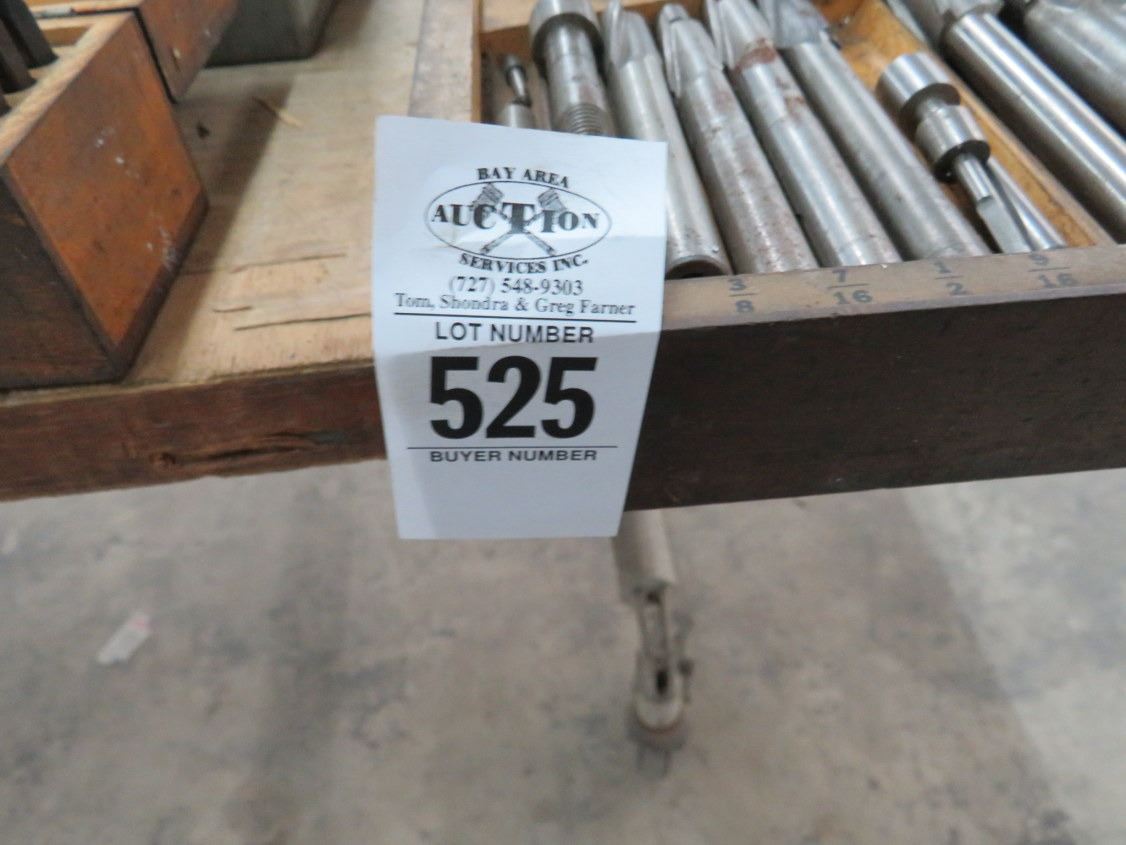 BAY AREA
AUCTION
SERVICES INC.
(727) 548-9303
Tom, Shondra & Greg Farner
LOT NUMBER
525
BUYER NUMBER
3/8 7/16 1/2 9/16